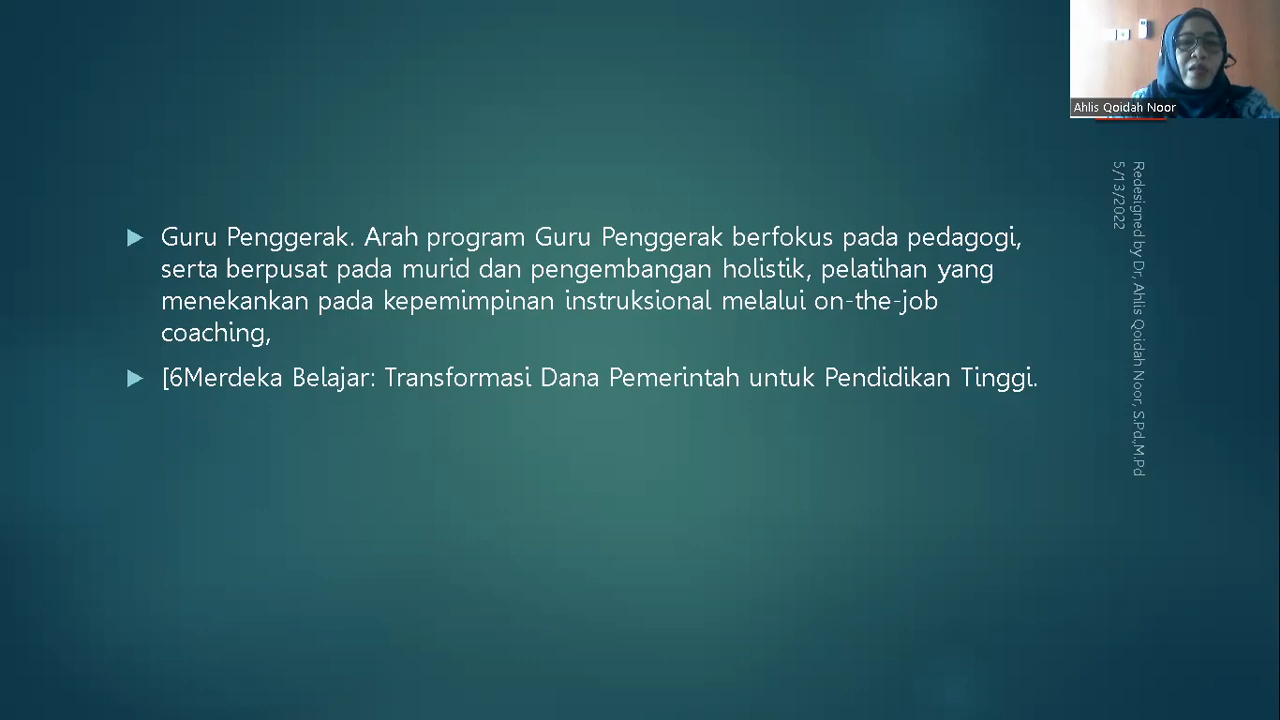 Ahlis Qoidah Noor
Redesigned by Dr, Ahlis Qoidah Noor, S.Pd.,M.Pd
5/13/2022
Guru Penggerak. Arah program Guru Penggerak berfokus pada pedagogi,
serta berpusat pada murid dan pengembangan holistik, pelatihan yang
menekankan pada kepemimpinan instruksional melalui on-the-job
coaching,
[6Merdeka Belajar: Transformasi Dana Pemerintah untuk Pendidikan Tinggi.